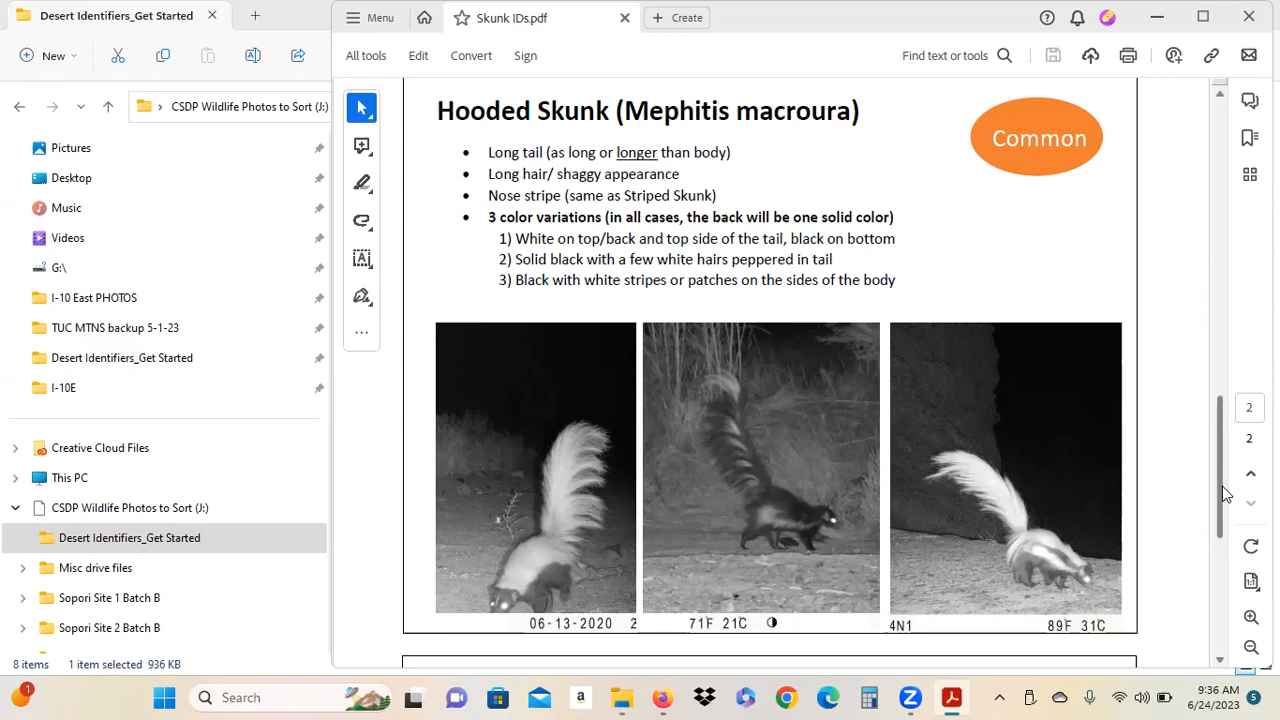 Desert Identifiers_Get Started
New
CSDP Wildlife Photos to Sort (J:)
Pictures
Desktop
Music
Videos
G:\
I-10 East PHOTOS
TUC MTNS backup 5-1-23
Desert Identifiers_Get Started
I-10E
Creative Cloud Files
This PC
CSDP Wildlife Photos to Sort (J:)
Desert Identifiers_Get Started
Misc drive files
Sopori Site 1 Batch B
Sopori Site 2 Batch B
8 items 1 item selected 936 KB
Menu
Skunk IDs.pdf
Create
All tools Edit Convert Sign
Find text or tools
Hooded Skunk (Mephitis macroura)
Common
• Long tail (as long or longer than body)
• Long hair/ shaggy appearance
• Nose stripe (same as Striped Skunk)
• 3 color variations (in all cases, the back will be one solid color)
1) White on top/back and top side of the tail, black on bottom
2) Solid black with a few white hairs peppered in tail
3) Black with white stripes or patches on the sides of the body
06-13-2020 2
71F 21C
4N1 89F 31C
2
2
1
Search
a
9:36 AM
6/24/2023
5